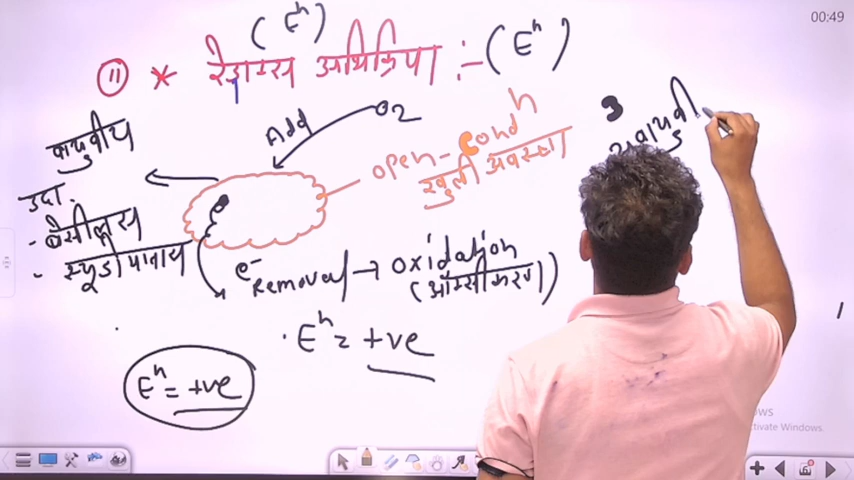 00:49
(Eʰ)
(11) * रेडाक्स अभिक्रिया :- (Eʰ)
वायुवीय
Add
O2
open-condⁿ
खुली अवस्था
उदा.
- बैसीलस
- स्यूडोमोनास
e⁻ Removal → oxidation
(ऑक्सीकरण)
. Eʰ = +ve
Eʰ = +ve